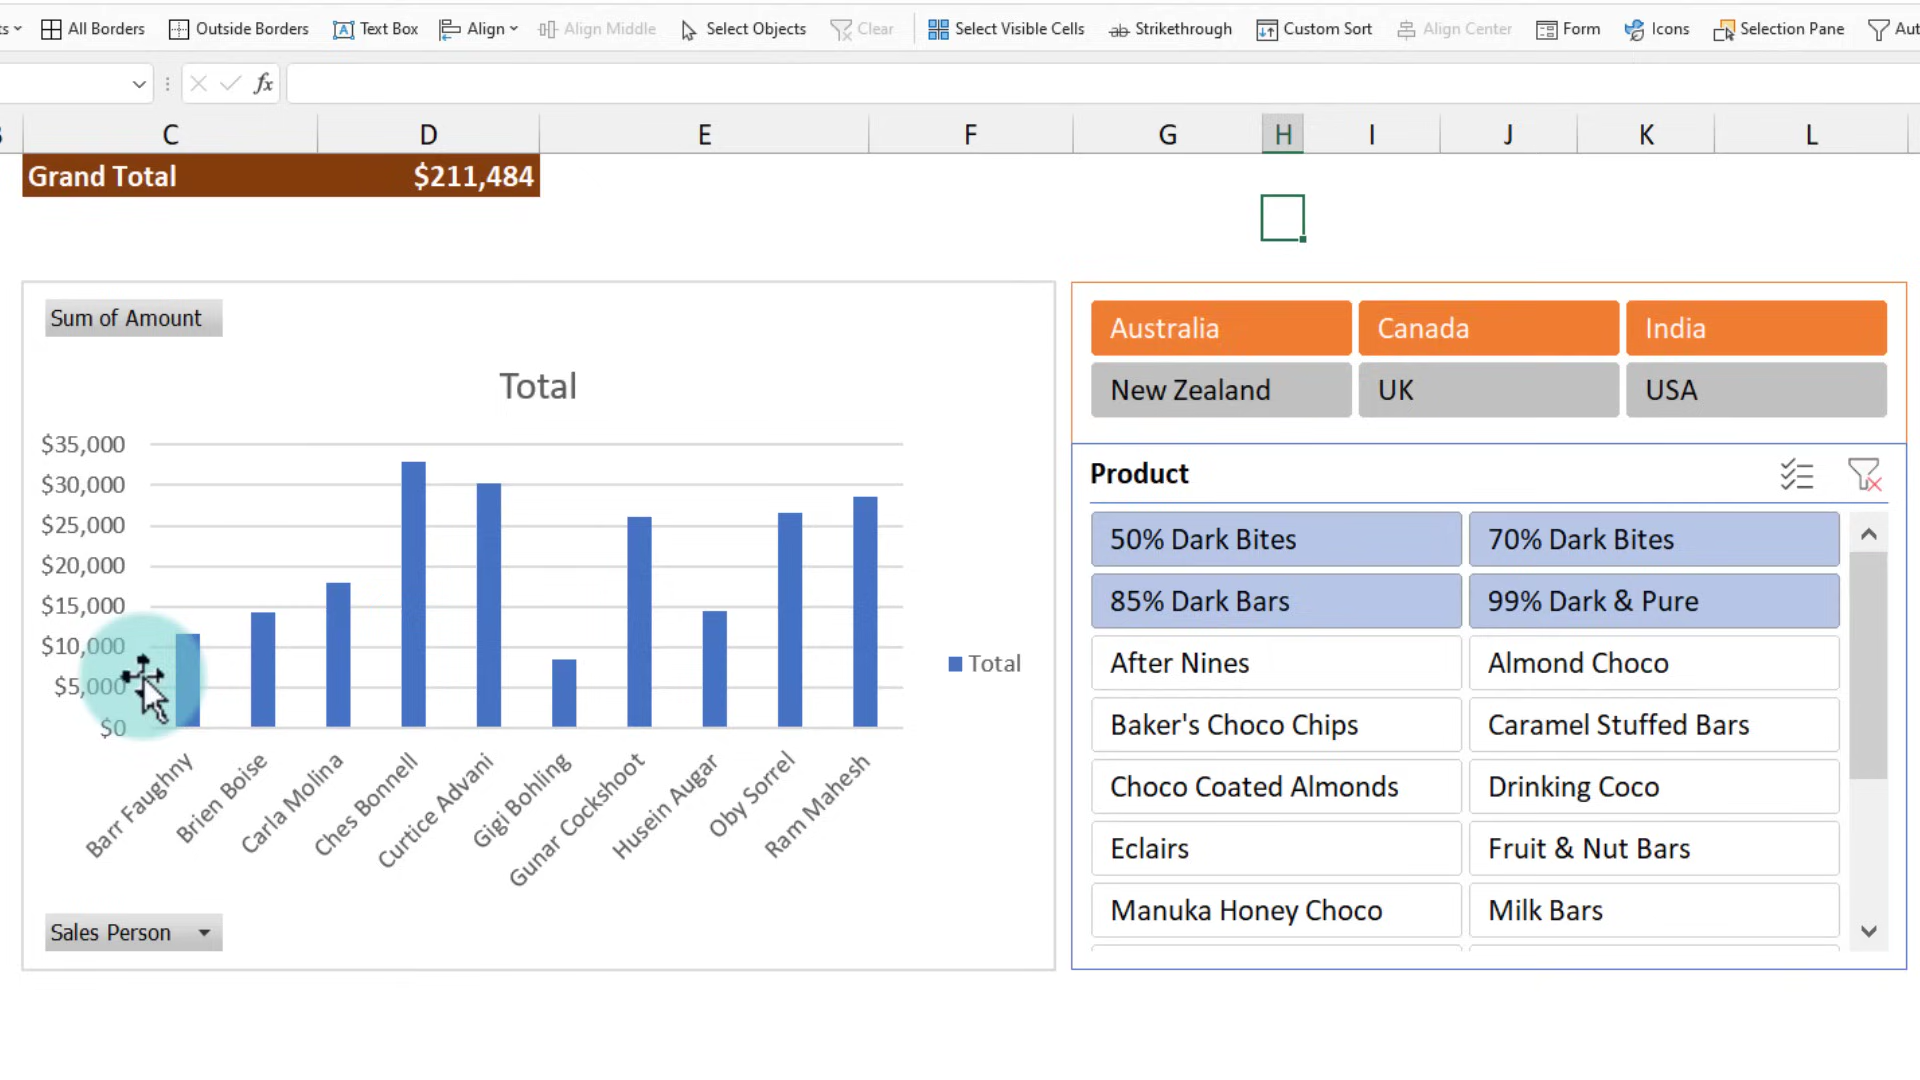 All Borders Outside Borders Text Box Align Align Middle Select Objects Clear Select Visible Cells Strikethrough Custom Sort Align Center Form Icons Selection Pane
fx
C D E F G H I J K L
Grand Total $211,484
Sum of Amount
Total
$35,000
$30,000
$25,000
$20,000
$15,000
$10,000
$5,000
$0
Barr Faughny
Brien Boise
Carla Molina
Ches Bonnell
Curtice Advani
Gigi Bohling
Gunar Cockshoot
Husein Augar
Oby Sorrel
Ram Mahesh
Total
Sales Person
Australia Canada India
New Zealand UK USA
Product
50% Dark Bites 70% Dark Bites
85% Dark Bars 99% Dark & Pure
After Nines Almond Choco
Baker's Choco Chips Caramel Stuffed Bars
Choco Coated Almonds Drinking Coco
Eclairs Fruit & Nut Bars
Manuka Honey Choco Milk Bars